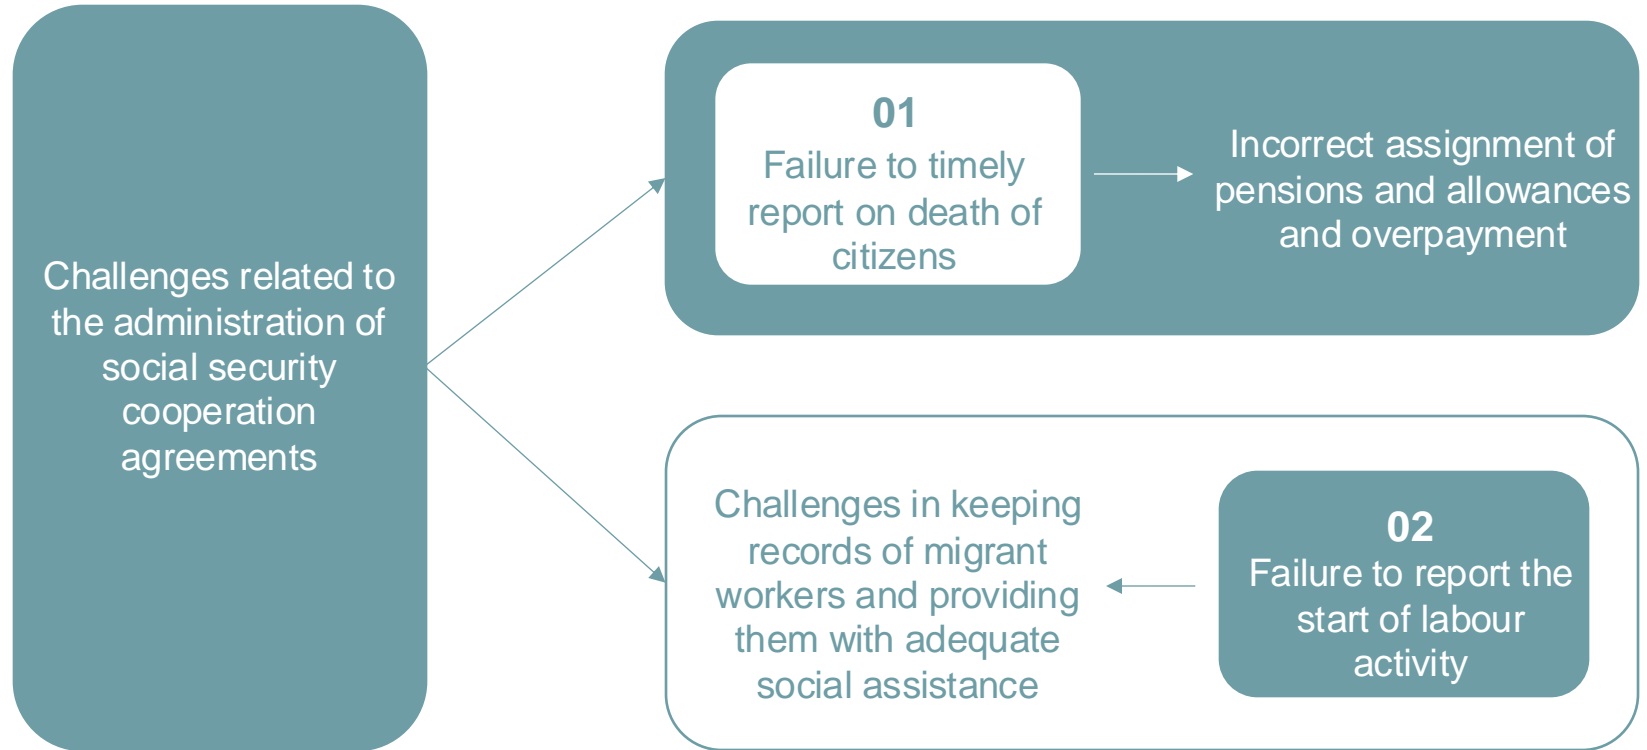 Challenges related to
the administration of
social security
cooperation
agreements
01
Failure to timely
report on death of
citizens
Incorrect assignment of
pensions and allowances
and overpayment
Challenges in keeping
records of migrant
workers and providing
them with adequate
social assistance
02
Failure to report the
start of labour
activity